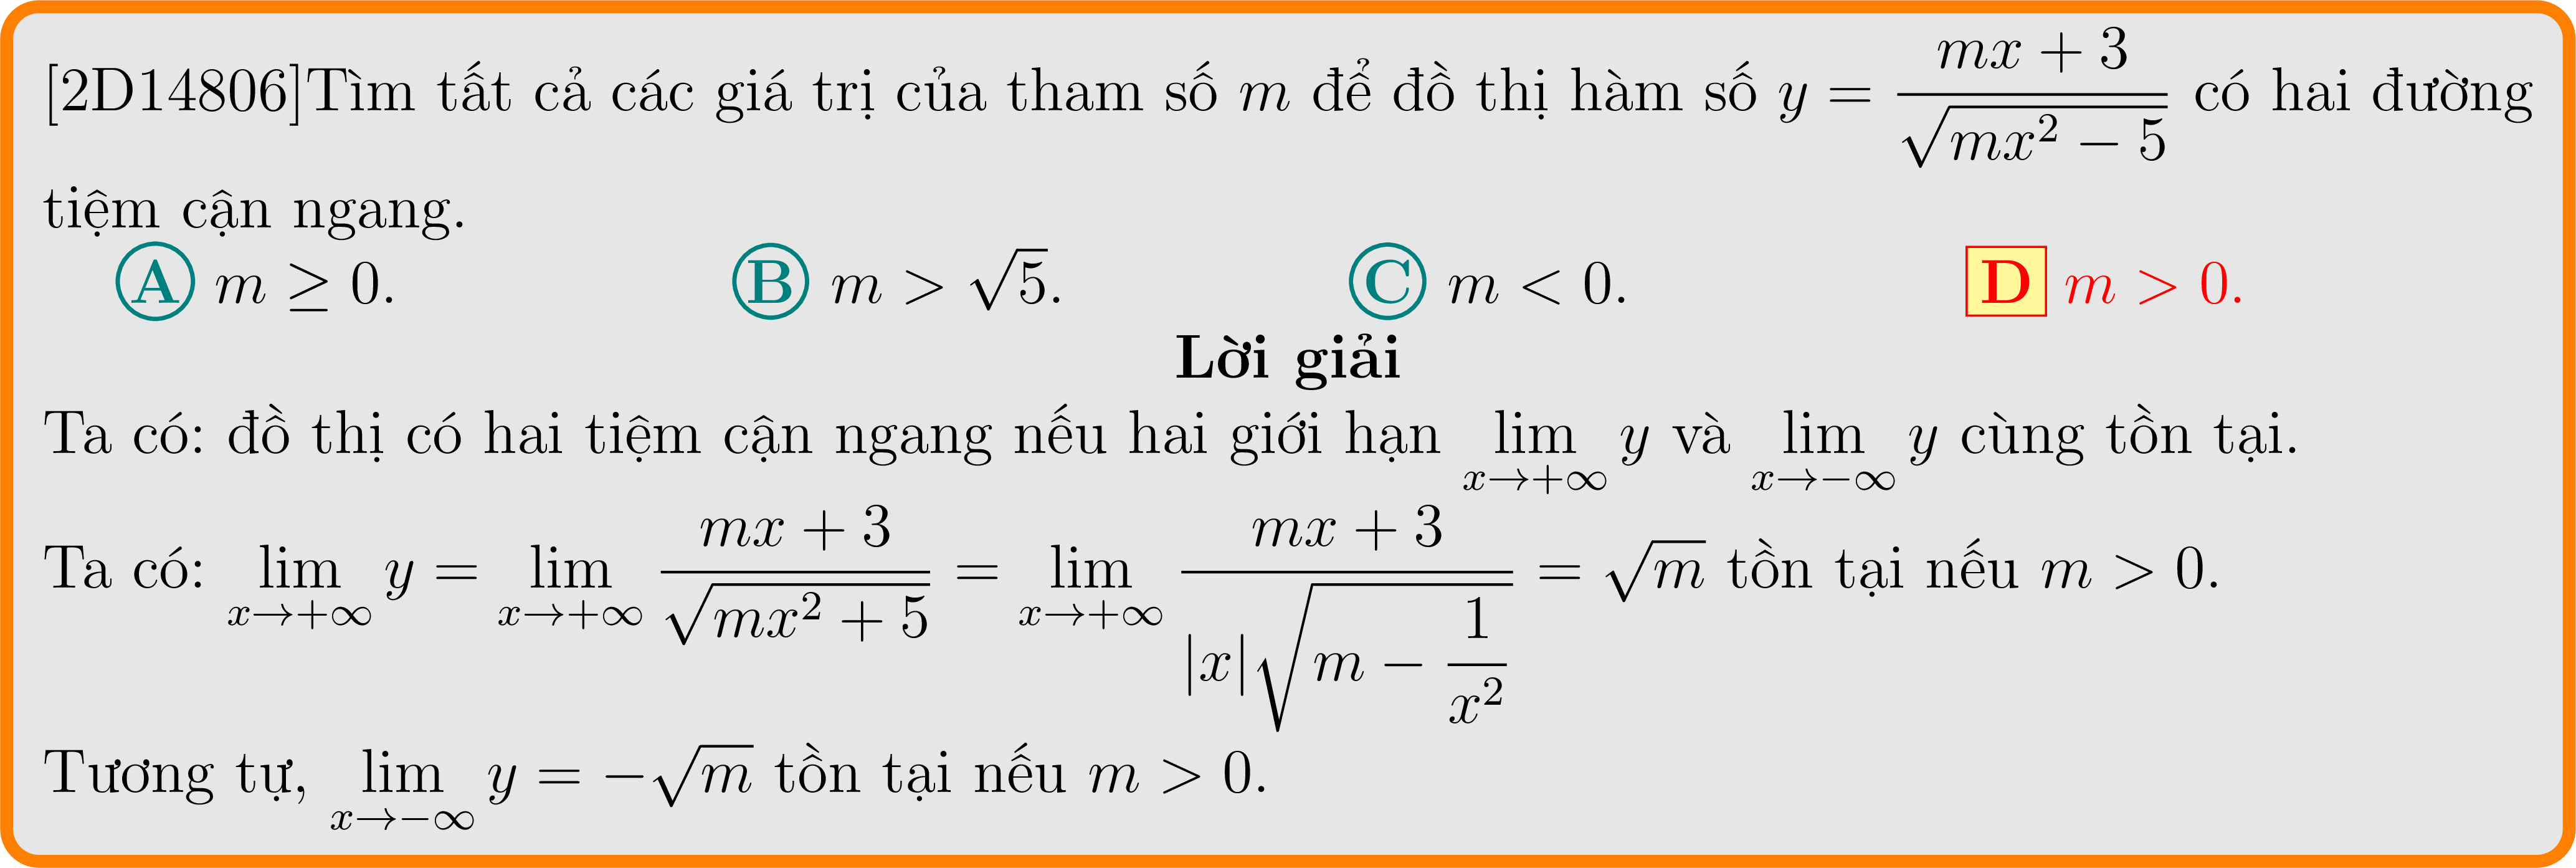 [2D14806]Tìm tất cả các giá trị của tham số $m$ để đồ thị hàm số $y = \dfrac{mx+3}{\sqrt{mx^2-5}}$ có hai đường
tiệm cận ngang.
A $m \geq 0$. B $m > \sqrt{5}$. C $m < 0$. D $m > 0$.
Lời giải
Ta có: đồ thị có hai tiệm cận ngang nếu hai giới hạn $\lim\limits_{x\to+\infty} y$ và $\lim\limits_{x\to-\infty} y$ cùng tồn tại.
Ta có: $\lim\limits_{x\to+\infty} y = \lim\limits_{x\to+\infty} \dfrac{mx+3}{\sqrt{mx^2+5}} = \lim\limits_{x\to+\infty} \dfrac{mx+3}{|x|\sqrt{m-\dfrac{1}{x^2}}} = \sqrt{m}$ tồn tại nếu $m > 0$.
Tương tự, $\lim\limits_{x\to-\infty} y = -\sqrt{m}$ tồn tại nếu $m > 0$.